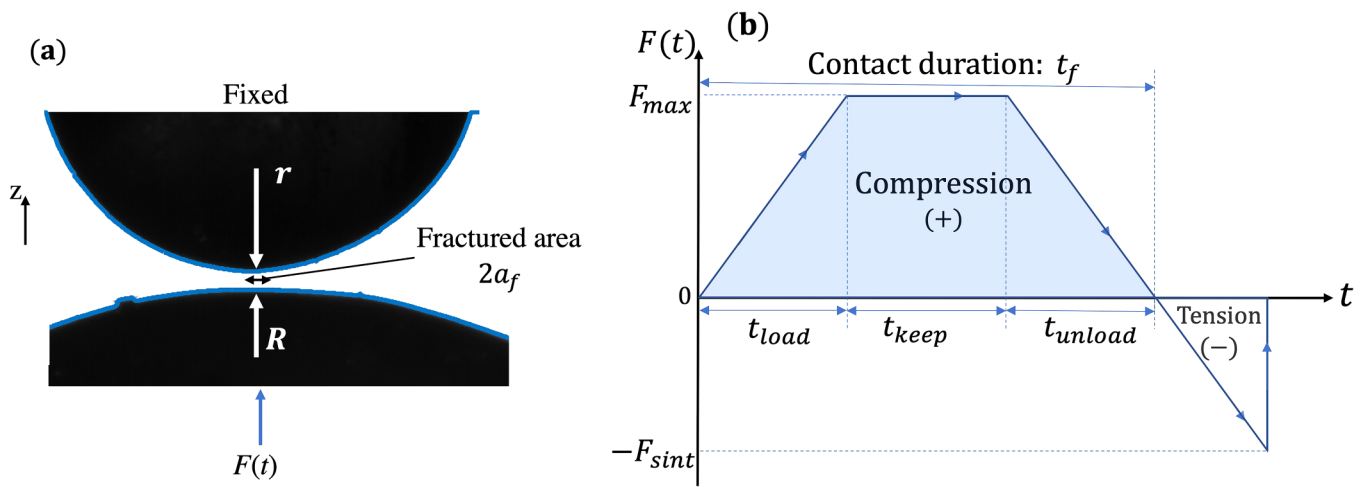 (a)
Fixed
r
z
Fractured area
2a_f
R
F(t)
(b)
F(t)
Contact duration: t_f
F_max
Compression
(+)
0
t
t_load
t_keep
t_unload
Tension
(−)
−F_sint